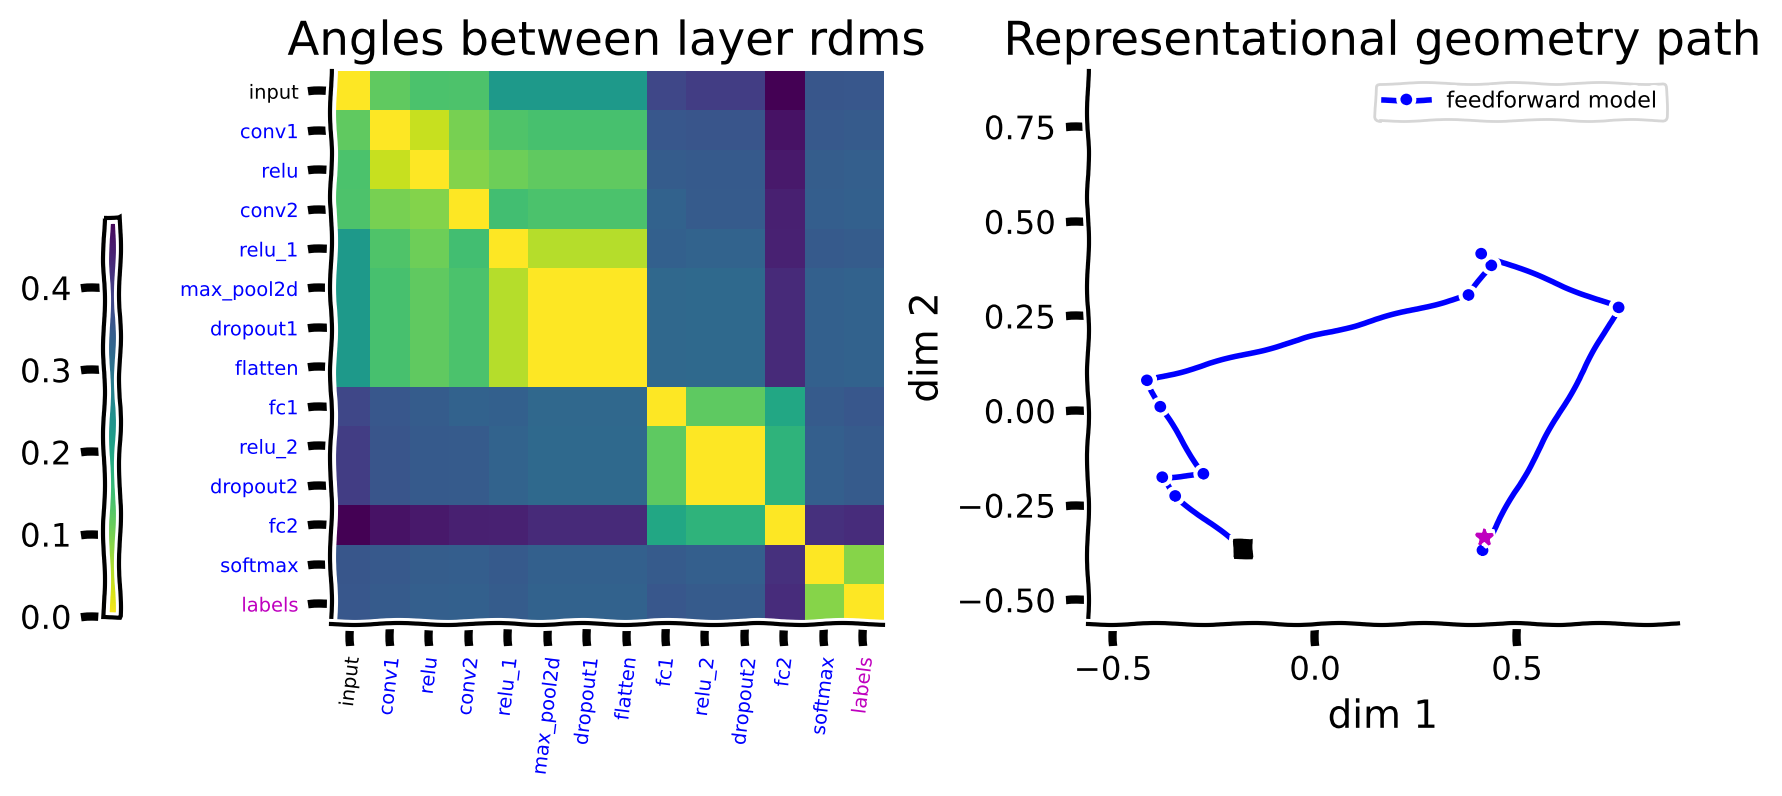 Angles between layer rdms
input
conv1
relu
conv2
relu_1
max_pool2d
dropout1
flatten
fc1
relu_2
dropout2
fc2
softmax
labels
0.4
0.3
0.2
0.1
0.0
input
conv1
relu
conv2
relu_1
max_pool2d
dropout1
flatten
fc1
relu_2
dropout2
fc2
softmax
labels
Representational geometry path
feedforward model
dim 2
0.75
0.50
0.25
0.00
−0.25
−0.50
−0.5 0.0 0.5
dim 1